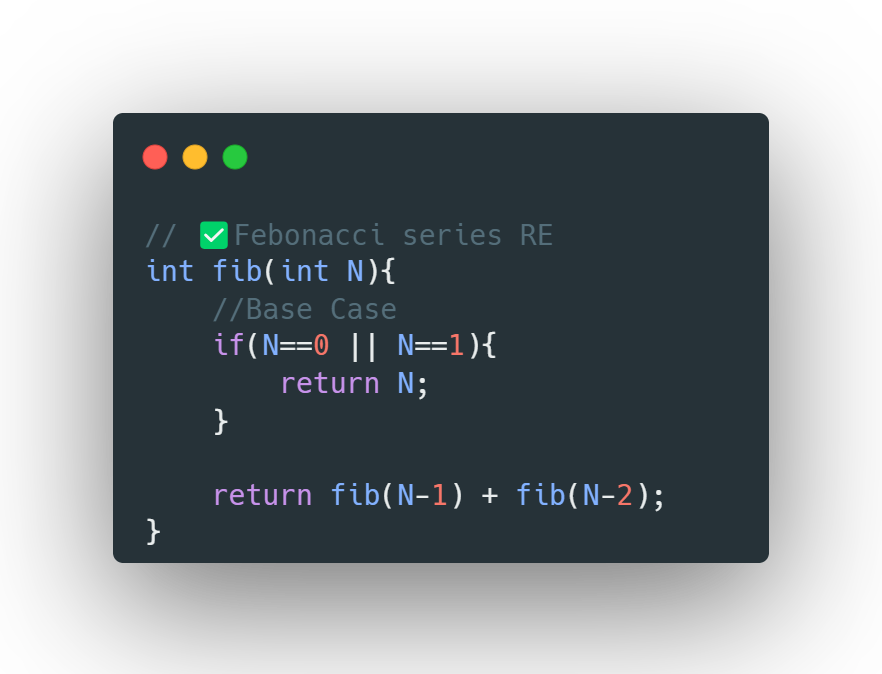 // ✅Febonacci series RE
int fib(int N){
    //Base Case
    if(N==0 || N==1){
        return N;
    }

    return fib(N-1) + fib(N-2);
}